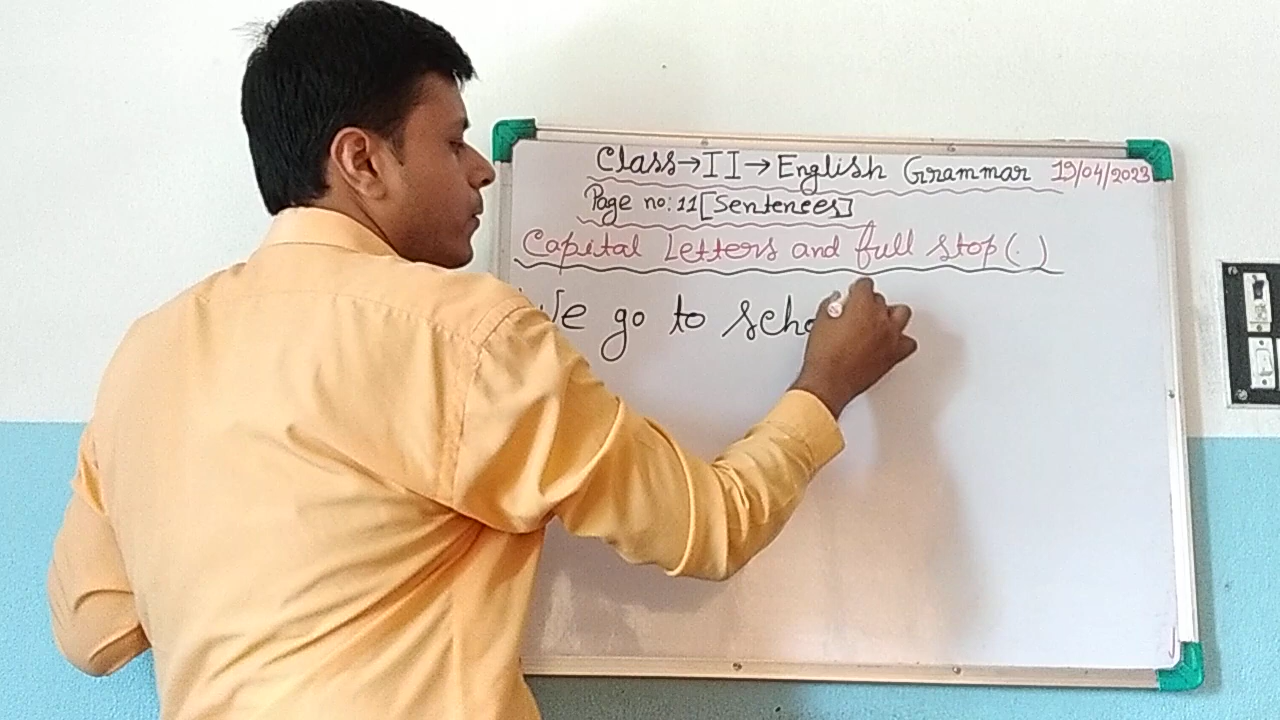 Class→II→English Grammar 19/04/2023
Page no:11[Sentences]
Capital Letters and full stop(.)
We go to scho